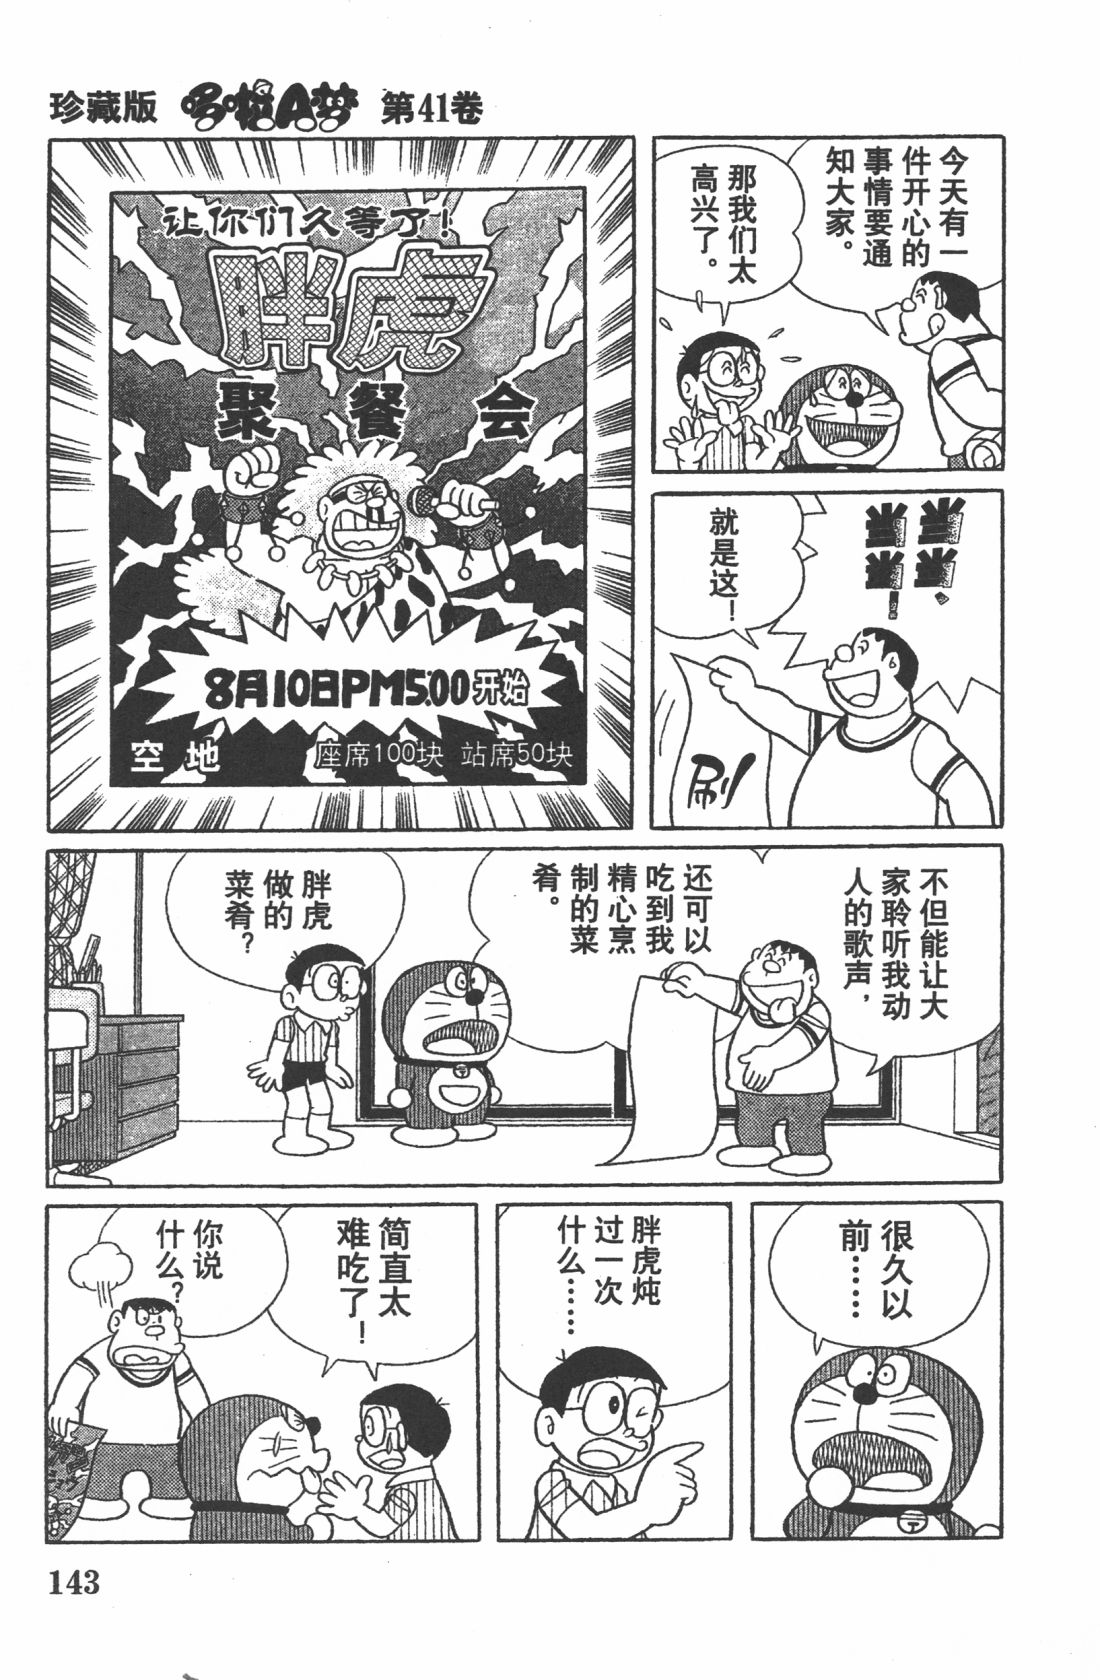 珍藏版 哆啦A梦 第41卷
今天有一
件开心的
事情要通
知大家。
那我们太
高兴了。
当当
当当，！
就
是
这！
刷
让你们久等了！
胖虎
聚餐会
8月10日PM5:00开始
空地 座席100块 站席50块
不但能让大
家聆听我动
人的歌声，
还可以
吃到我
精心烹
制的菜
肴。
胖虎
做的
菜肴？
很久以
前……
胖虎炖
过一次
什么……
简直太
难吃了！
你说
什么？
143